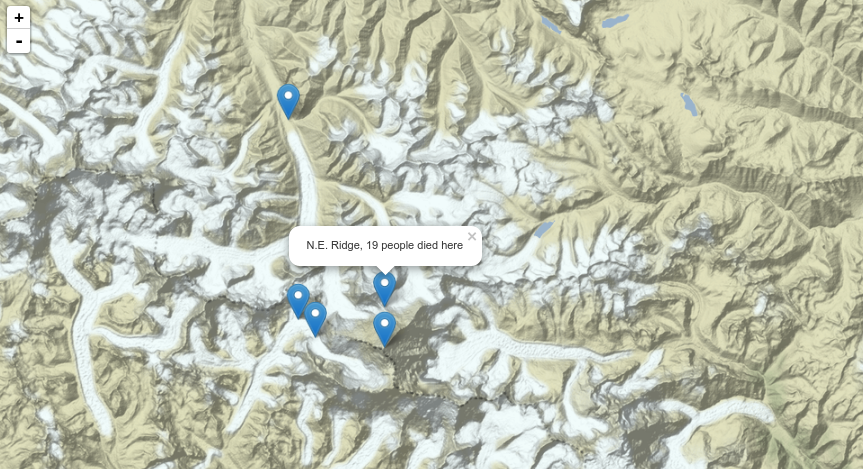 +
-
N.E. Ridge, 19 people died here
×